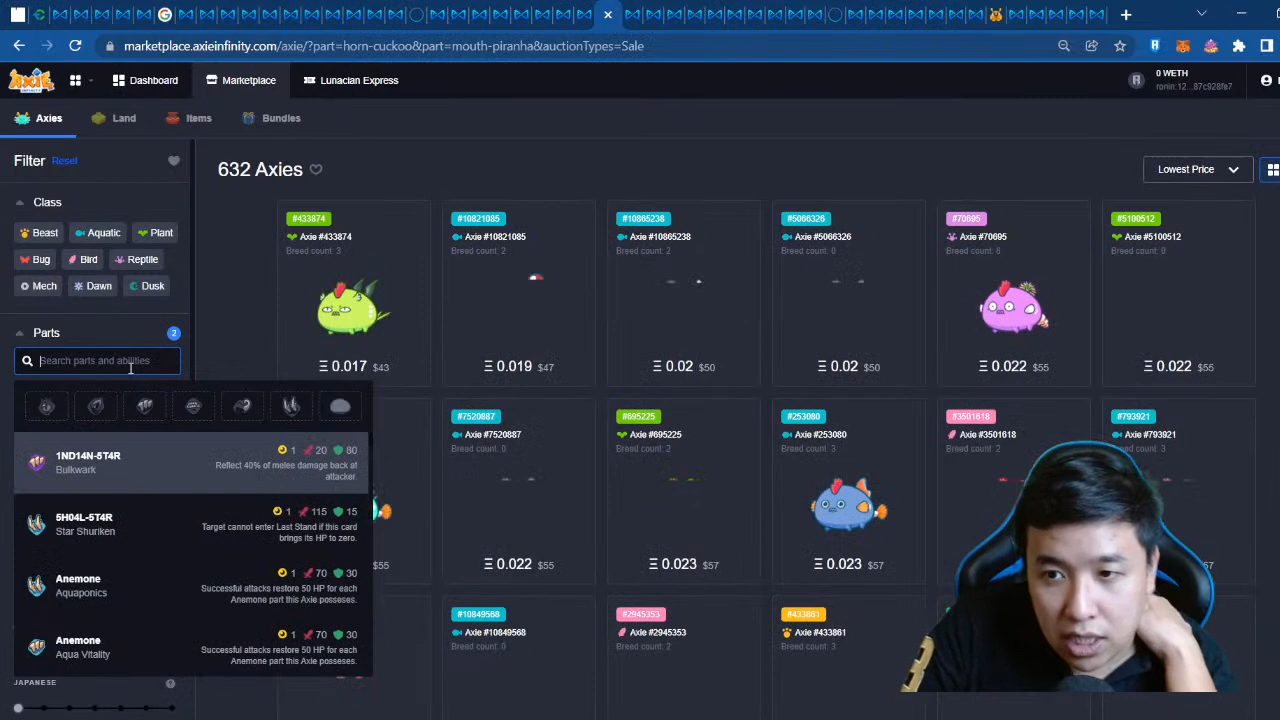 marketplace.axieinfinity.com/axie/?part=horn-cuckoo&part=mouth-piranha&auctionTypes=Sale
AXIE
INFINITY
Dashboard
Marketplace
Lunacian Express
0 WETH
ronin:12...87c928fe7
Axies
Land
Items
Bundles
Filter
Reset
632 Axies
Lowest Price
Class
Beast
Aquatic
Plant
Bug
Bird
Reptile
Mech
Dawn
Dusk
Parts
2
Search parts and abilities
1ND14N-5T4R
Bulkwark
1
20
80
Reflect 40% of melee damage back at
attacker.
5H04L-5T4R
Star Shuriken
1
115
15
Target cannot enter Last Stand if this card
brings its HP to zero.
Anemone
Aquaponics
1
70
30
Successful attacks restore 50 HP for each
Anemone part this Axie posseses.
Anemone
Aqua Vitality
1
70
30
Successful attacks restore 50 HP for each
Anemone part this Axie posseses.
JAPANESE
#433874
Axie #433874
Breed count: 3
Ξ 0.017 $43
#10821085
Axie #10821085
Breed count: 2
Ξ 0.019 $47
#10865238
Axie #10865238
Breed count: 2
Ξ 0.02 $50
#5066326
Axie #5066326
Breed count: 0
Ξ 0.02 $50
#70695
Axie #70695
Breed count: 6
Ξ 0.022 $55
#5100512
Axie #5100512
Breed count: 0
Ξ 0.022 $55
$55
#7520887
Axie #7520887
Breed count: 0
Ξ 0.022 $55
#695225
Axie #695225
Breed count: 2
Ξ 0.023 $57
#253080
Axie #253080
Breed count: 2
Ξ 0.023 $57
#3501618
Axie #3501618
Breed count: 2
#793921
Axie #793921
Breed count: 2
#10849568
Axie #10849568
Breed count: 0
#2945353
Axie #2945353
Breed count: 2
#433861
Axie #433861
Breed count: 3